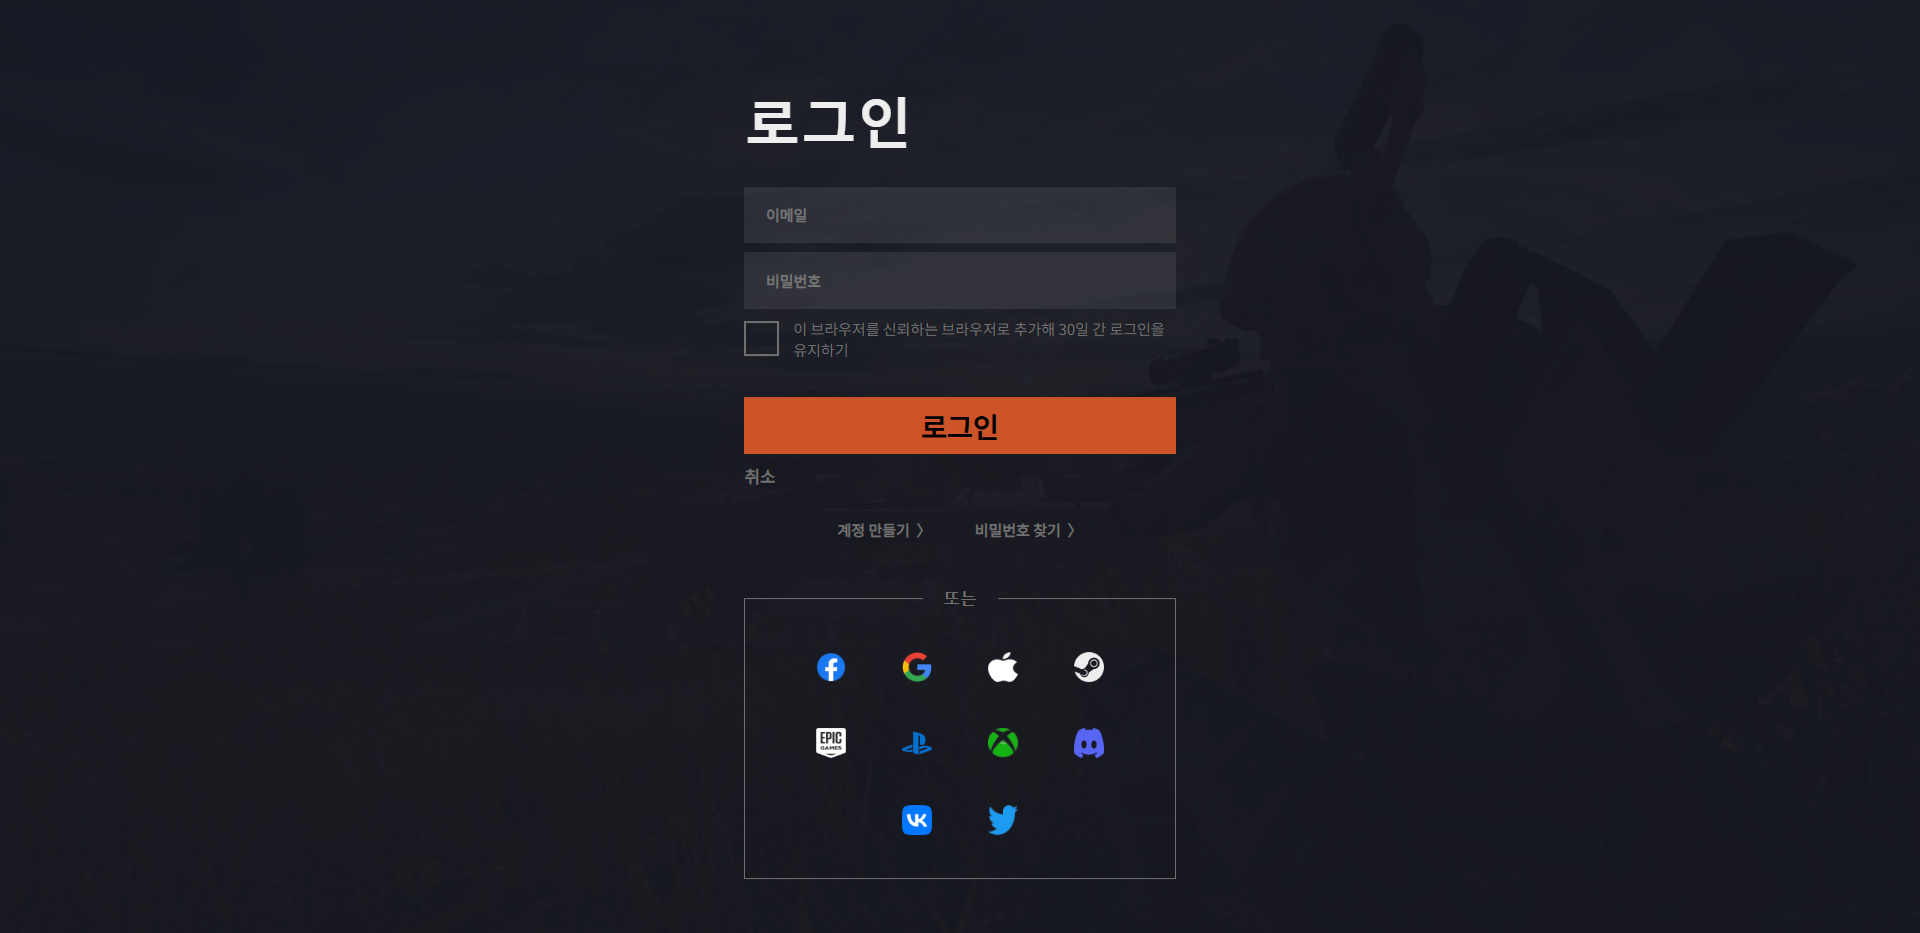 로그인
이메일
비밀번호
이 브라우저를 신뢰하는 브라우저로 추가해 30일 간 로그인을
유지하기
로그인
취소
계정 만들기 〉 비밀번호 찾기 〉
또는
EPIC
GAMES
VK